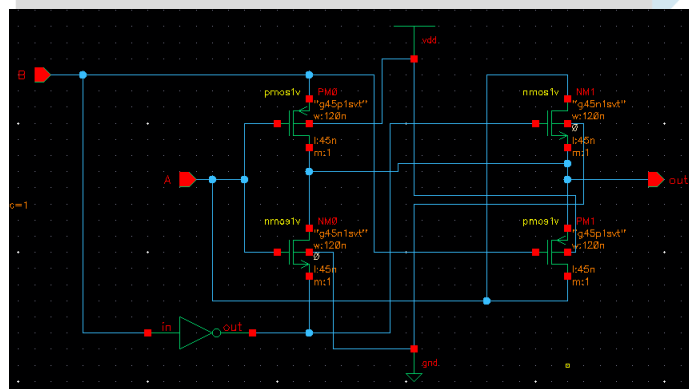 vdd
B
pmos1v
PM0
"g45p1svt"
w:120n
l:45n
m:1
nmos1v
NM1
"g45n1svt"
w:120n
l:45n
m:1
A
out
c=1
nmos1v
NM0
"g45n1svt"
w:120n
l:45n
m:1
pmos1v
PM1
"g45p1svt"
w:120n
l:45n
m:1
in
out
gnd